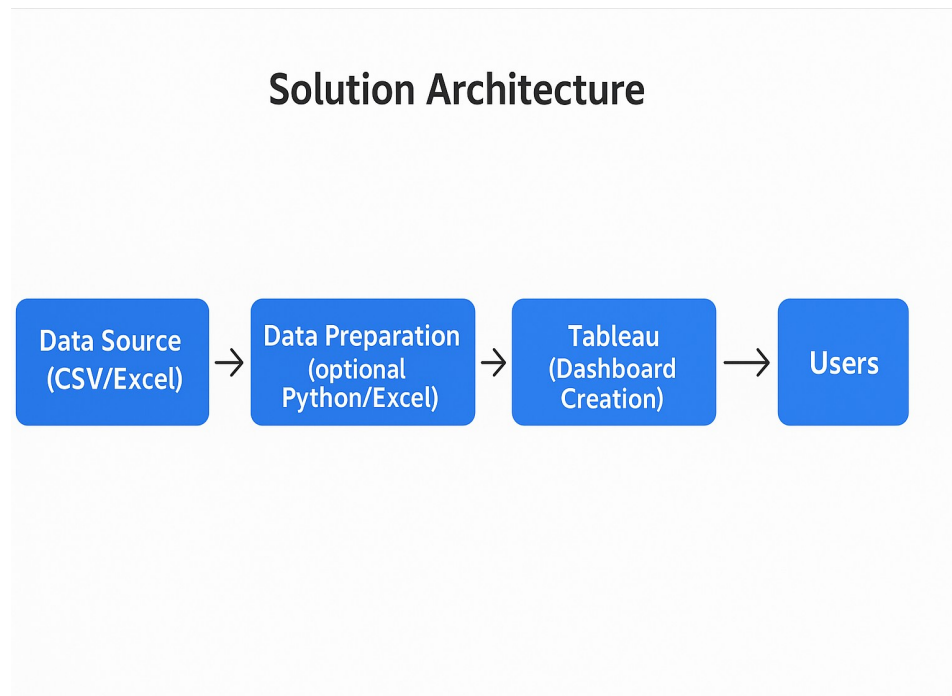 Solution Architecture
Data Source
(CSV/Excel)
Data Preparation
(optional
Python/Excel)
Tableau
(Dashboard
Creation)
Users